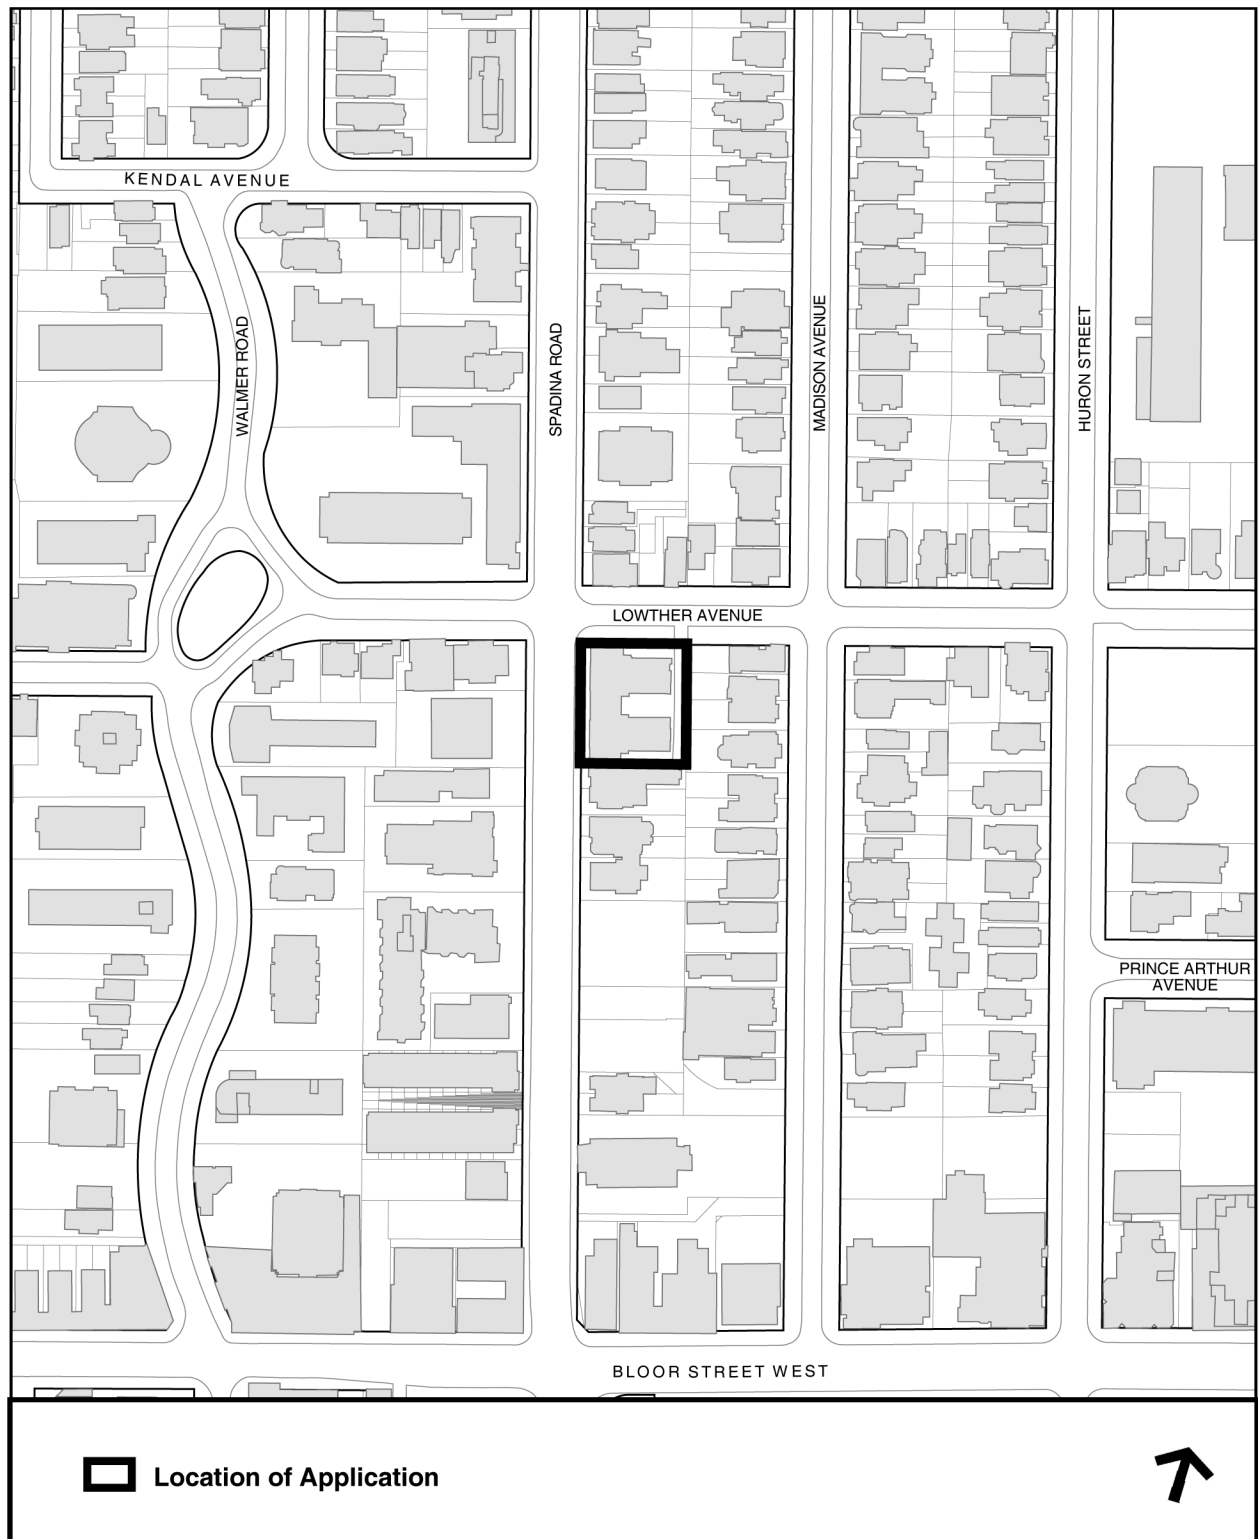 KENDAL AVENUE
WALMER ROAD
SPADINA ROAD
MADISON AVENUE
HURON STREET
LOWTHER AVENUE
PRINCE ARTHUR
AVENUE
BLOOR STREET WEST
Location of Application